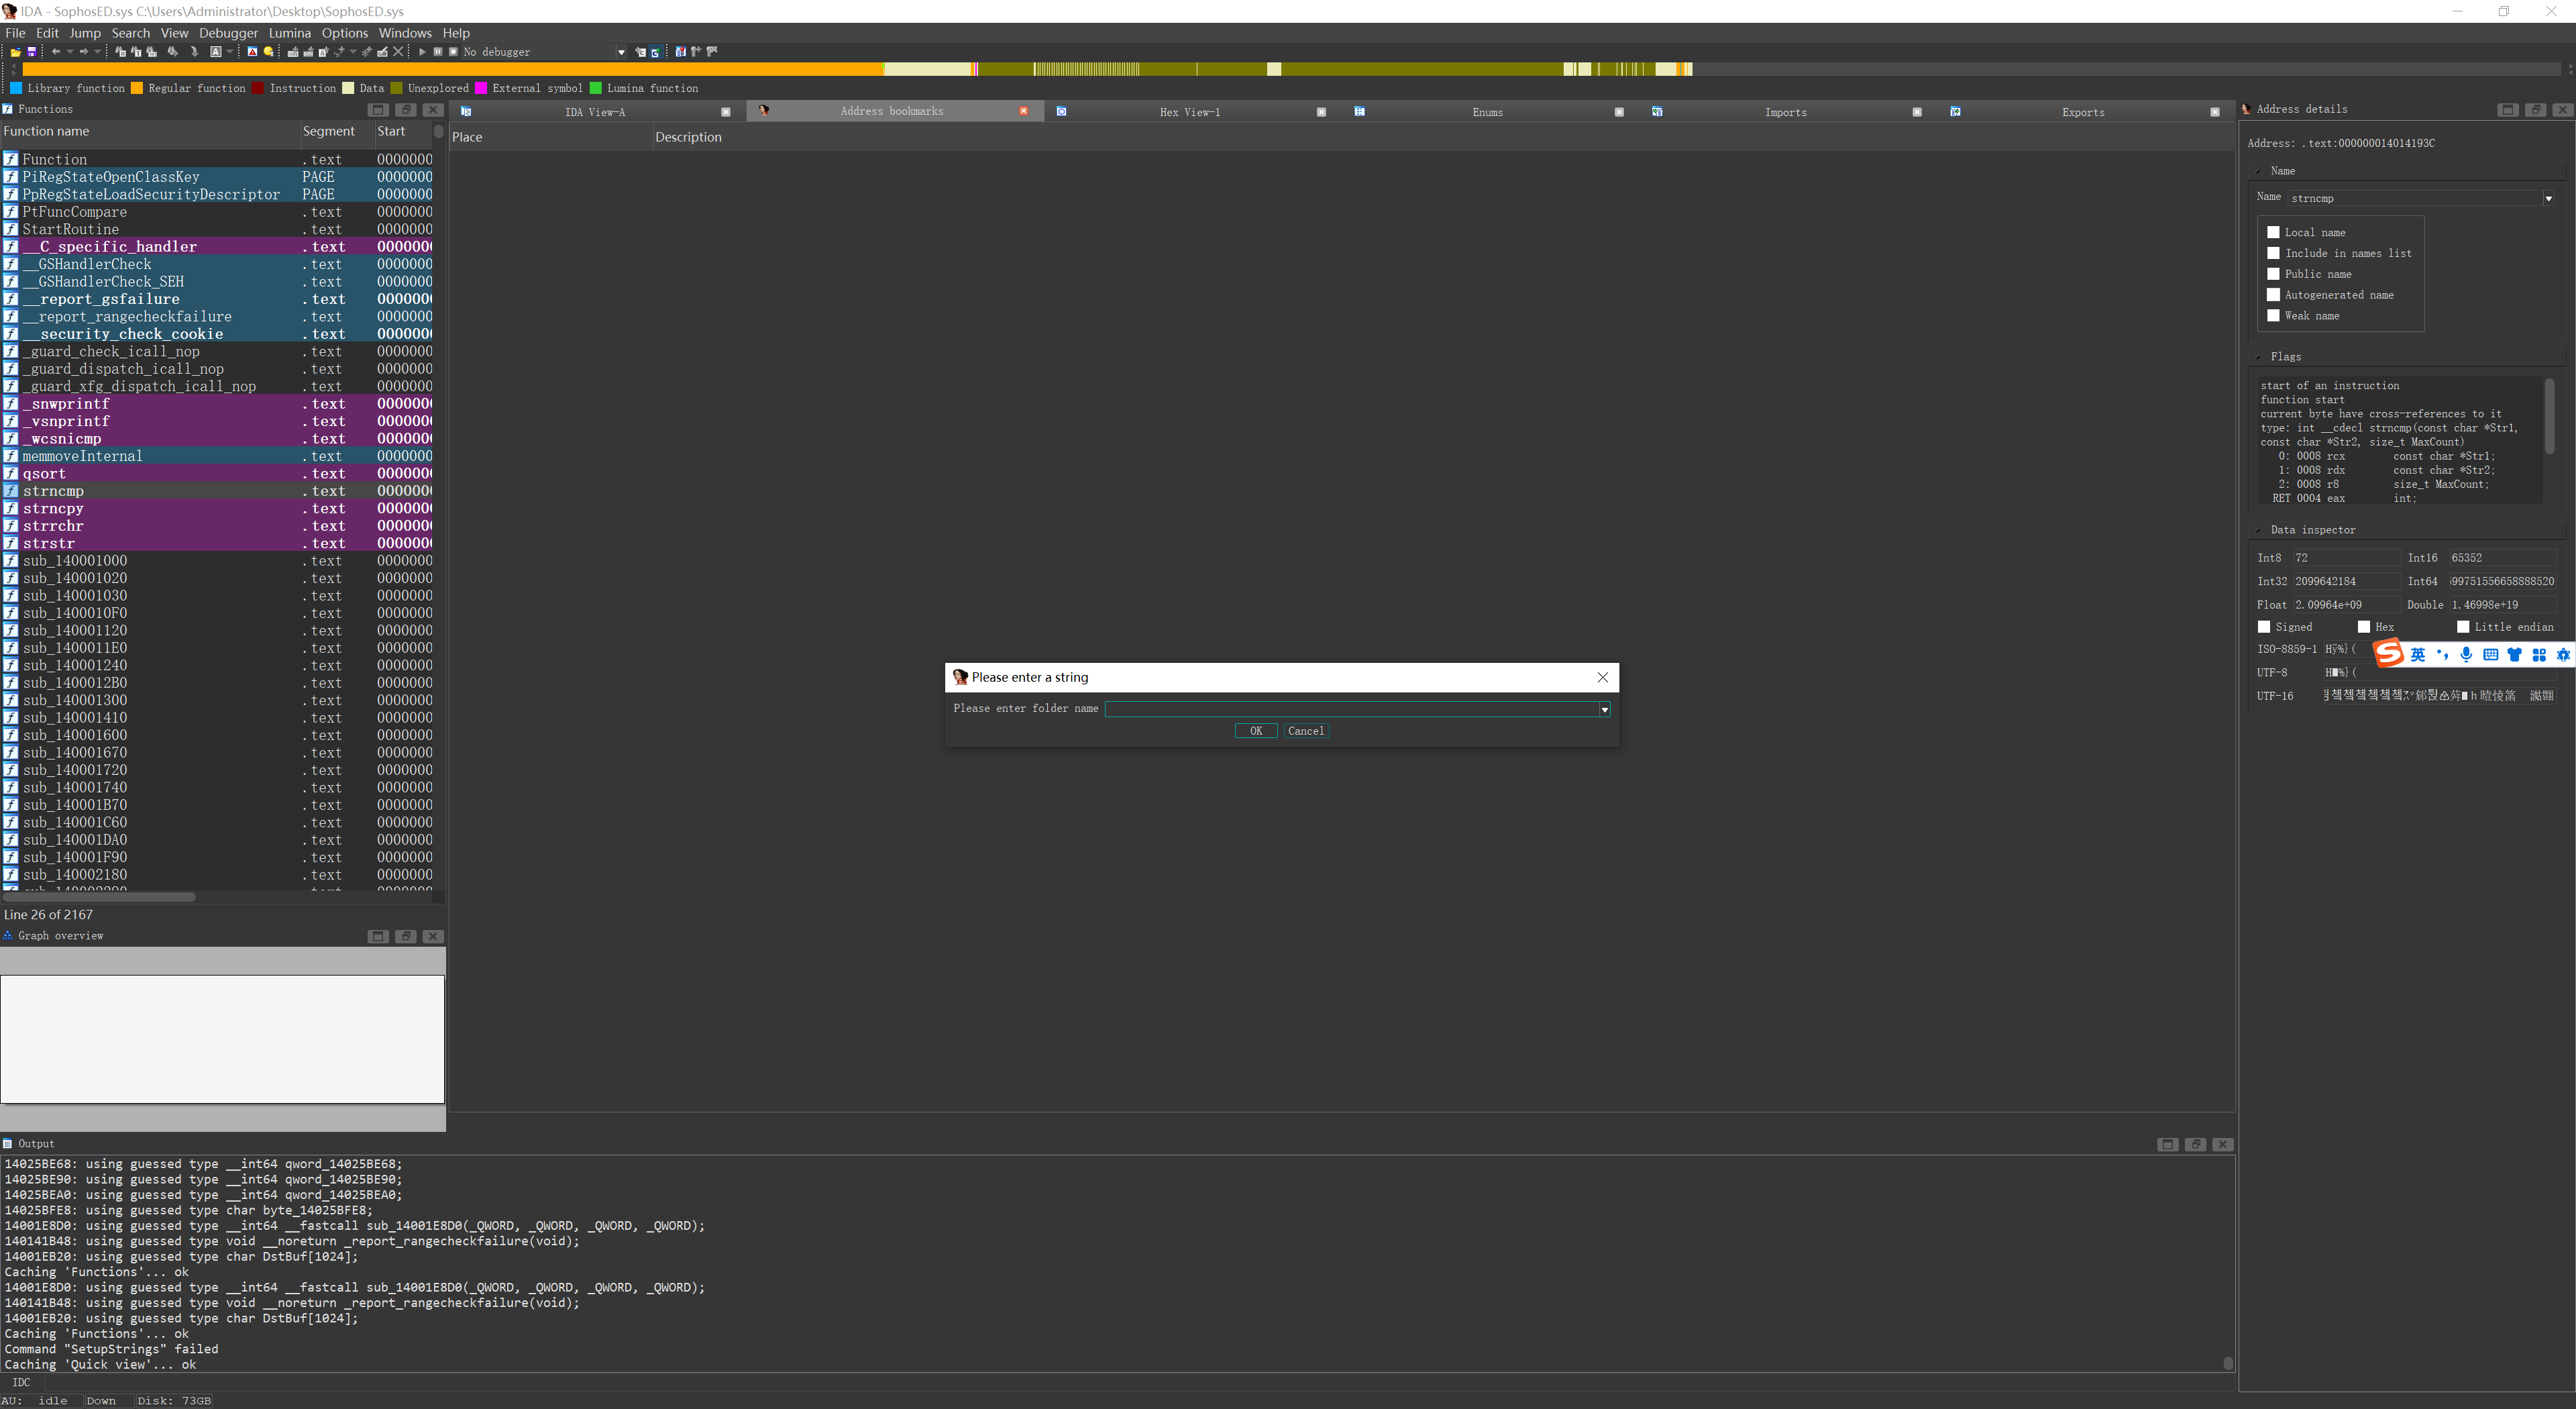 IDA - SophosED.sys C:\Users\Administrator\Desktop\SophosED.sys
File Edit Jump Search View Debugger Lumina Options Windows Help
No debugger
Library function Regular function Instruction Data Unexplored External symbol Lumina function
Functions
Function name Segment Start
Function .text 0000000
PiRegStateOpenClassKey PAGE 0000000
PpRegStateLoadSecurityDescriptor PAGE 0000000
PtFuncCompare .text 0000000
StartRoutine .text 0000000
__C_specific_handler .text 0000000
__GSHandlerCheck .text 0000000
__GSHandlerCheck_SEH .text 0000000
__report_gsfailure .text 0000000
__report_rangecheckfailure .text 0000000
__security_check_cookie .text 0000000
_guard_check_icall_nop .text 0000000
_guard_dispatch_icall_nop .text 0000000
_guard_xfg_dispatch_icall_nop .text 0000000
_snwprintf .text 0000000
_vsnprintf .text 0000000
_wcsnicmp .text 0000000
memmoveInternal .text 0000000
qsort .text 0000000
strncmp .text 0000000
strncpy .text 0000000
strrchr .text 0000000
strstr .text 0000000
sub_140001000 .text 0000000
sub_140001020 .text 0000000
sub_140001030 .text 0000000
sub_1400010F0 .text 0000000
sub_140001120 .text 0000000
sub_1400011E0 .text 0000000
sub_140001240 .text 0000000
sub_1400012B0 .text 0000000
sub_140001300 .text 0000000
sub_140001410 .text 0000000
sub_140001600 .text 0000000
sub_140001670 .text 0000000
sub_140001720 .text 0000000
sub_140001740 .text 0000000
sub_140001B70 .text 0000000
sub_140001C60 .text 0000000
sub_140001DA0 .text 0000000
sub_140001F90 .text 0000000
sub_140002180 .text 0000000
Line 26 of 2167
Graph overview
IDA View-A Address bookmarks Hex View-1 Enums Imports Exports
Place Description
Please enter a string
Please enter folder name
OK Cancel
Address details
Address: .text:000000014014193C
Name
Name strncmp
Local name
Include in names list
Public name
Autogenerated name
Weak name
Flags
start of an instruction
function start
current byte have cross-references to it
type: int __cdecl strncmp(const char *Str1,
const char *Str2, size_t MaxCount)
0: 0008 rcx const char *Str1;
1: 0008 rdx const char *Str2;
2: 0008 r8 size_t MaxCount;
RET 0004 eax int;
Data inspector
Int8 72 Int16 65352
Int32 2099642184 Int64 99751556658888520
Float 2.09964e+09 Double 1.46998e+19
Signed Hex Little endian
ISO-8859-1 Hÿ%}(
英
UTF-8 H%}(
UTF-16
Output
14025BE68: using guessed type __int64 qword_14025BE68;
14025BE90: using guessed type __int64 qword_14025BE90;
14025BEA0: using guessed type __int64 qword_14025BEA0;
14025BFE8: using guessed type char byte_14025BFE8;
14001E8D0: using guessed type __int64 __fastcall sub_14001E8D0(_QWORD, _QWORD, _QWORD, _QWORD);
140141B48: using guessed type void __noreturn _report_rangecheckfailure(void);
14001EB20: using guessed type char DstBuf[1024];
Caching 'Functions'... ok
14001E8D0: using guessed type __int64 __fastcall sub_14001E8D0(_QWORD, _QWORD, _QWORD, _QWORD);
140141B48: using guessed type void __noreturn _report_rangecheckfailure(void);
14001EB20: using guessed type char DstBuf[1024];
Caching 'Functions'... ok
Command "SetupStrings" failed
Caching 'Quick view'... ok
IDC
AU: idle Down Disk: 73GB